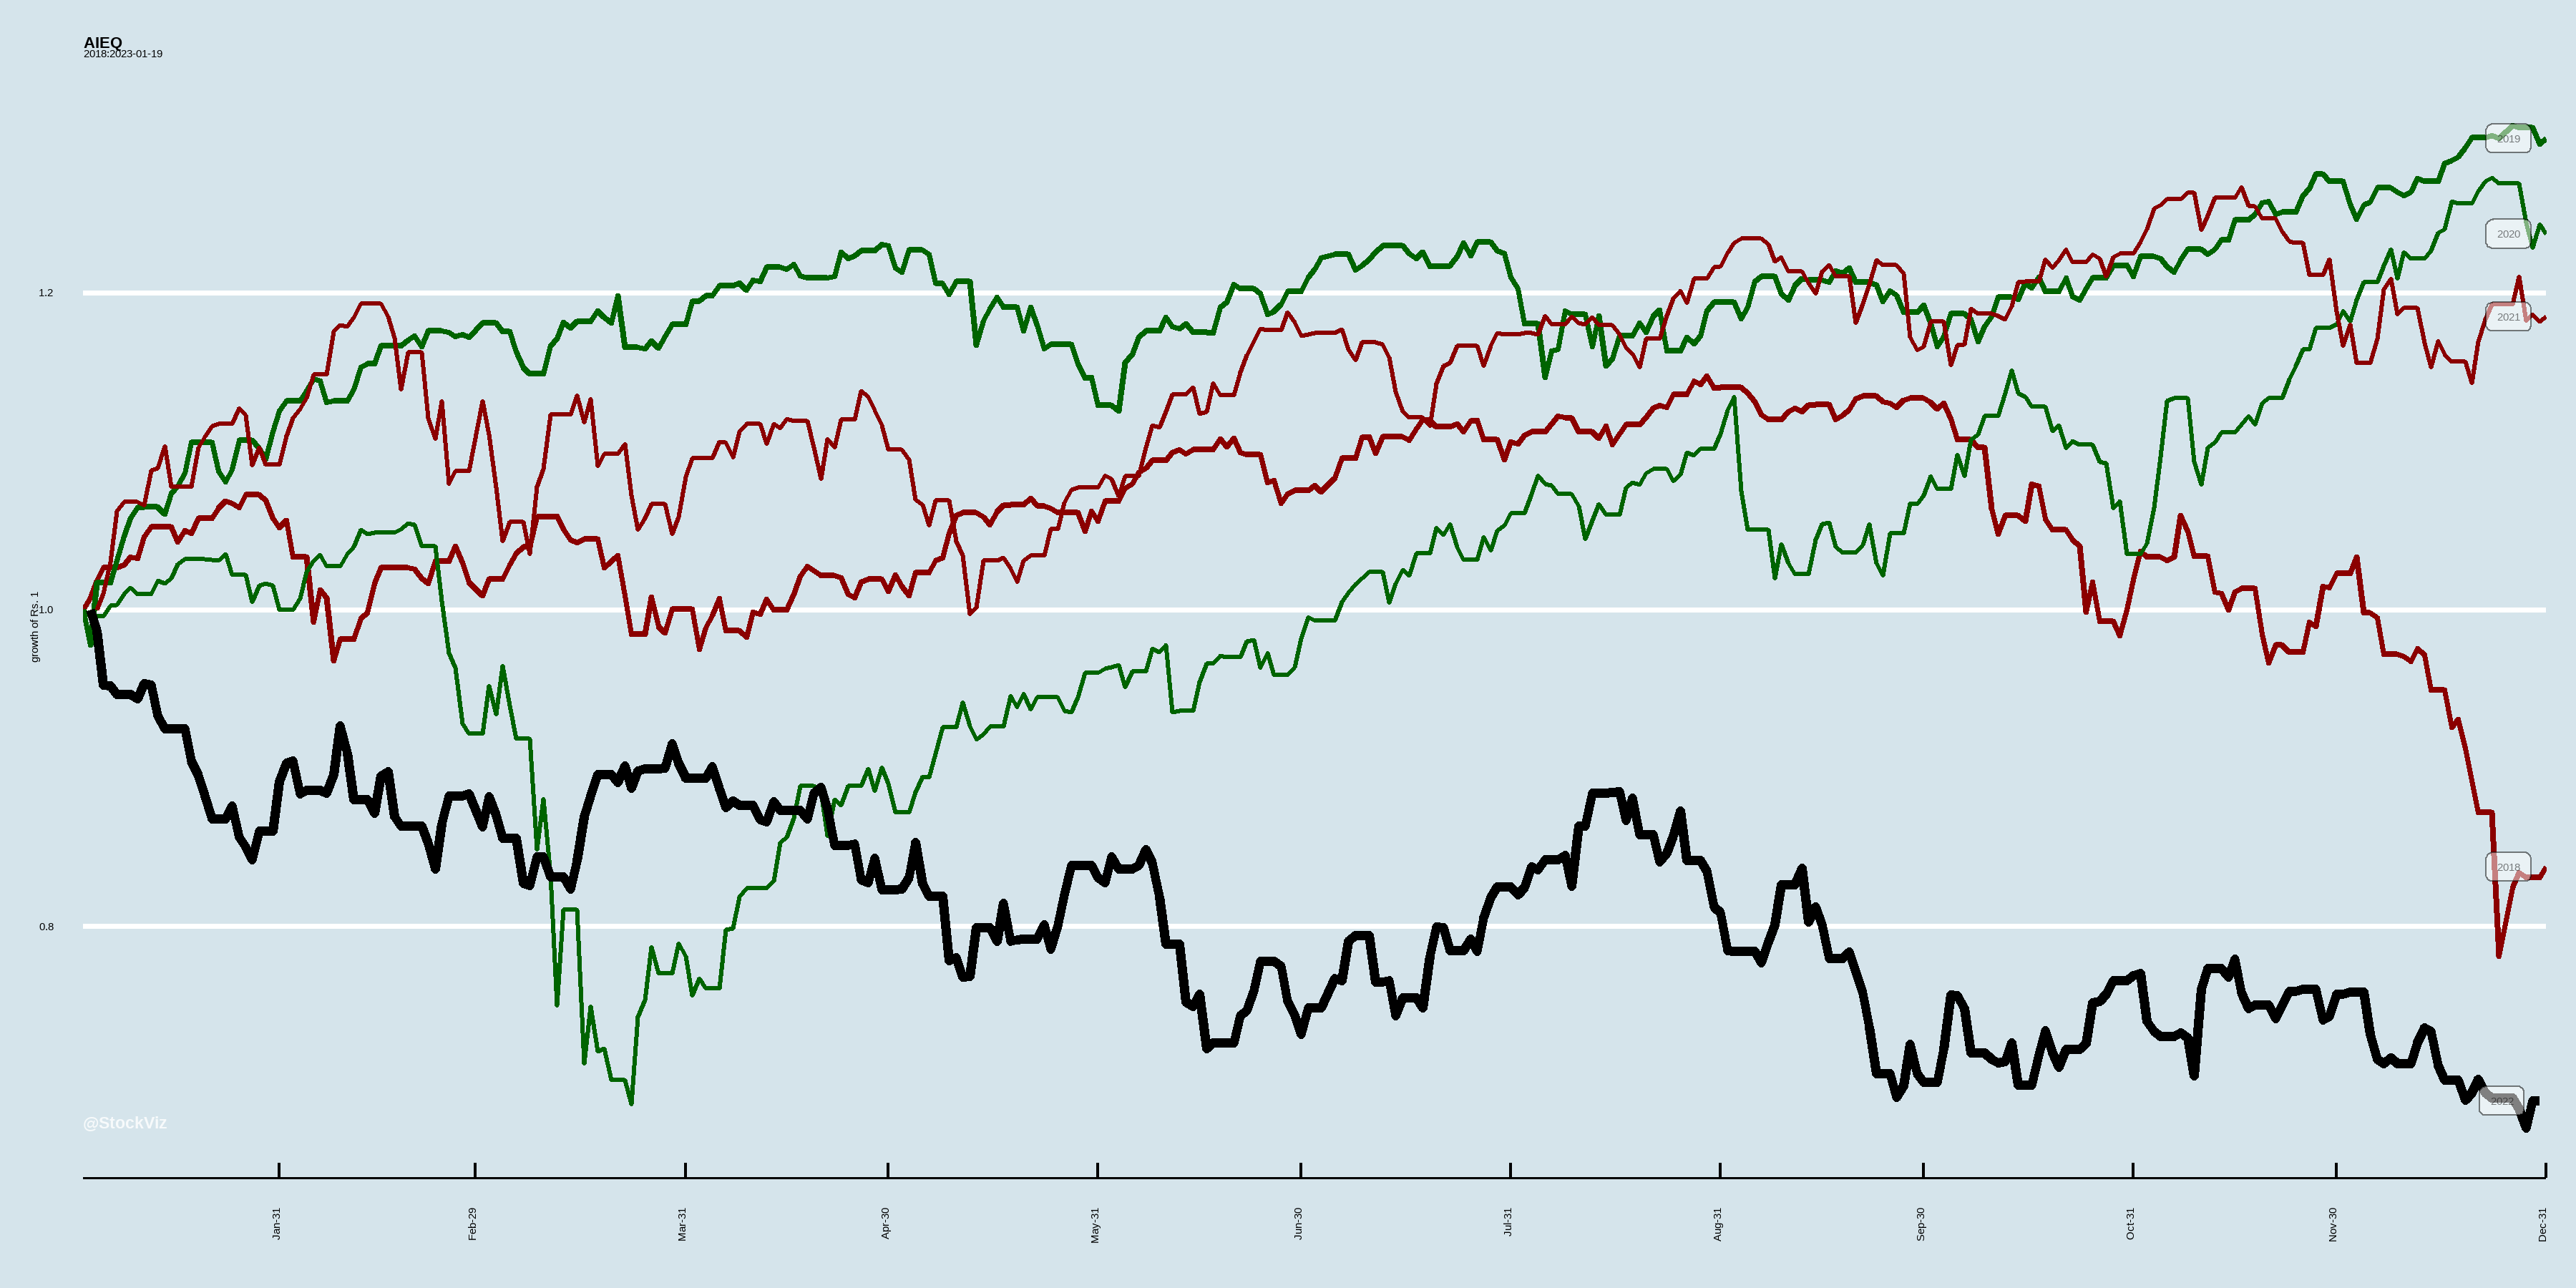 AIEQ
2018:2023-01-19
2019
2020
1.2
2021
growth of Rs. 1
1.0
2018
0.8
2022
@StockViz
Jan-31
Feb-29
Mar-31
Apr-30
May-31
Jun-30
Jul-31
Aug-31
Sep-30
Oct-31
Nov-30
Dec-31